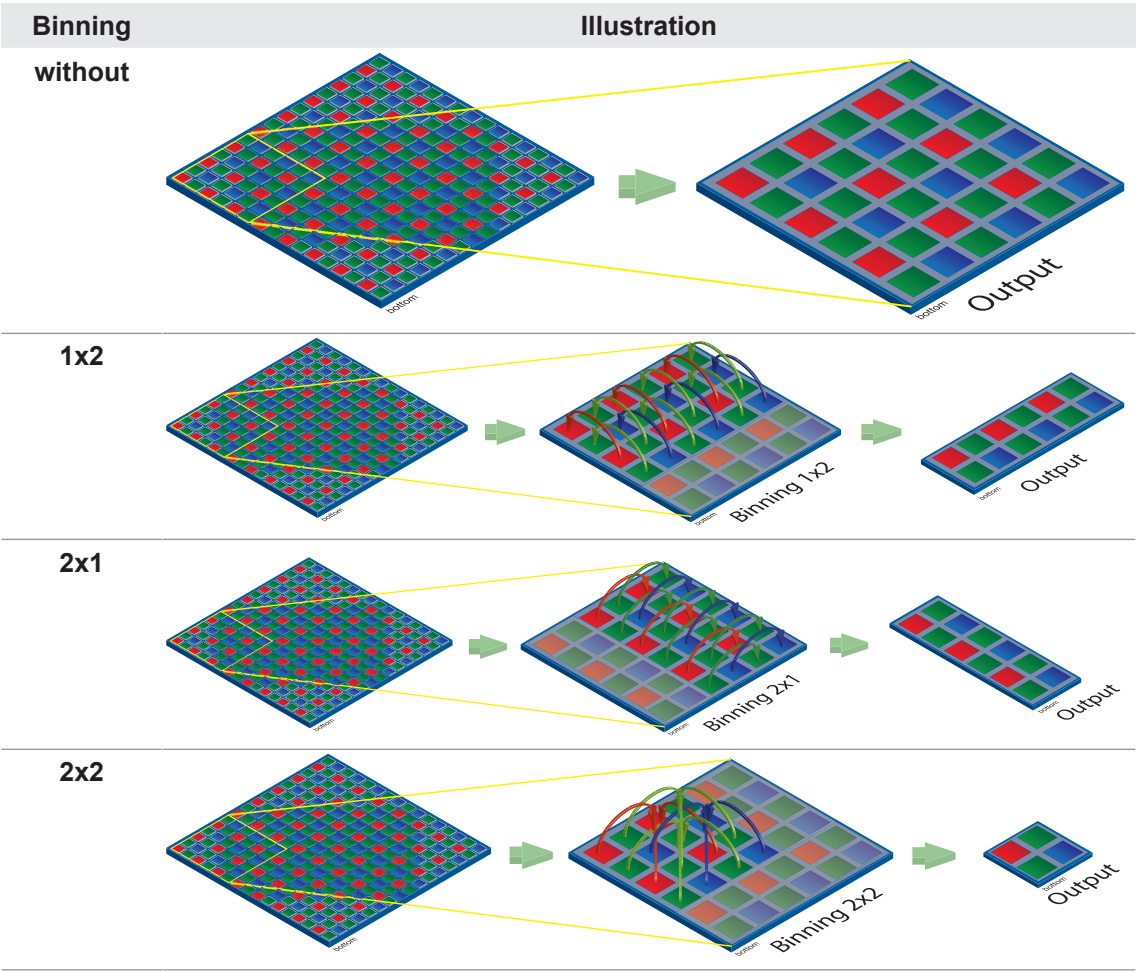 Binning Illustration
without
bottom
bottom
Output
1x2
bottom
bottom
Binning 1x2
bottom
Output
2x1
bottom
bottom
Binning 2x1
bottom
Output
2x2
bottom
bottom
Binning 2x2
bottom
Output